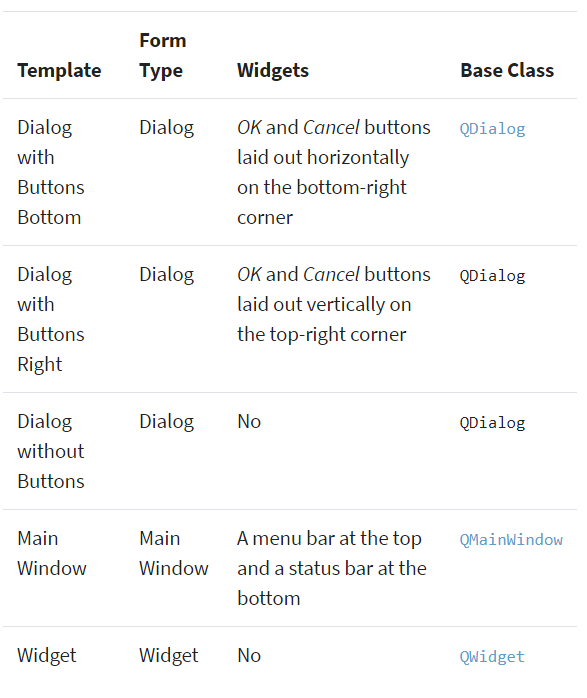 Template Form Type Widgets Base Class
Dialog with Buttons Bottom Dialog OK and Cancel buttons laid out horizontally on the bottom-right corner QDialog
Dialog with Buttons Right Dialog OK and Cancel buttons laid out vertically on the top-right corner QDialog
Dialog without Buttons Dialog No QDialog
Main Window Main Window A menu bar at the top and a status bar at the bottom QMainWindow
Widget Widget No QWidget